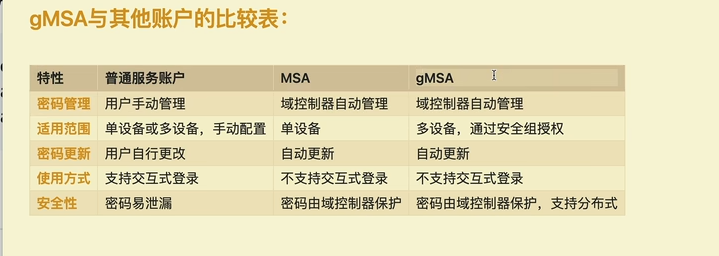 gMSA与其他账户的比较表：
特性 普通服务账户 MSA gMSA
密码管理 用户手动管理 域控制器自动管理 域控制器自动管理
适用范围 单设备或多设备，手动配置 单设备 多设备，通过安全组授权
密码更新 用户自行更改 自动更新 自动更新
使用方式 支持交互式登录 不支持交互式登录 不支持交互式登录
安全性 密码易泄漏 密码由域控制器保护 密码由域控制器保护，支持分布式